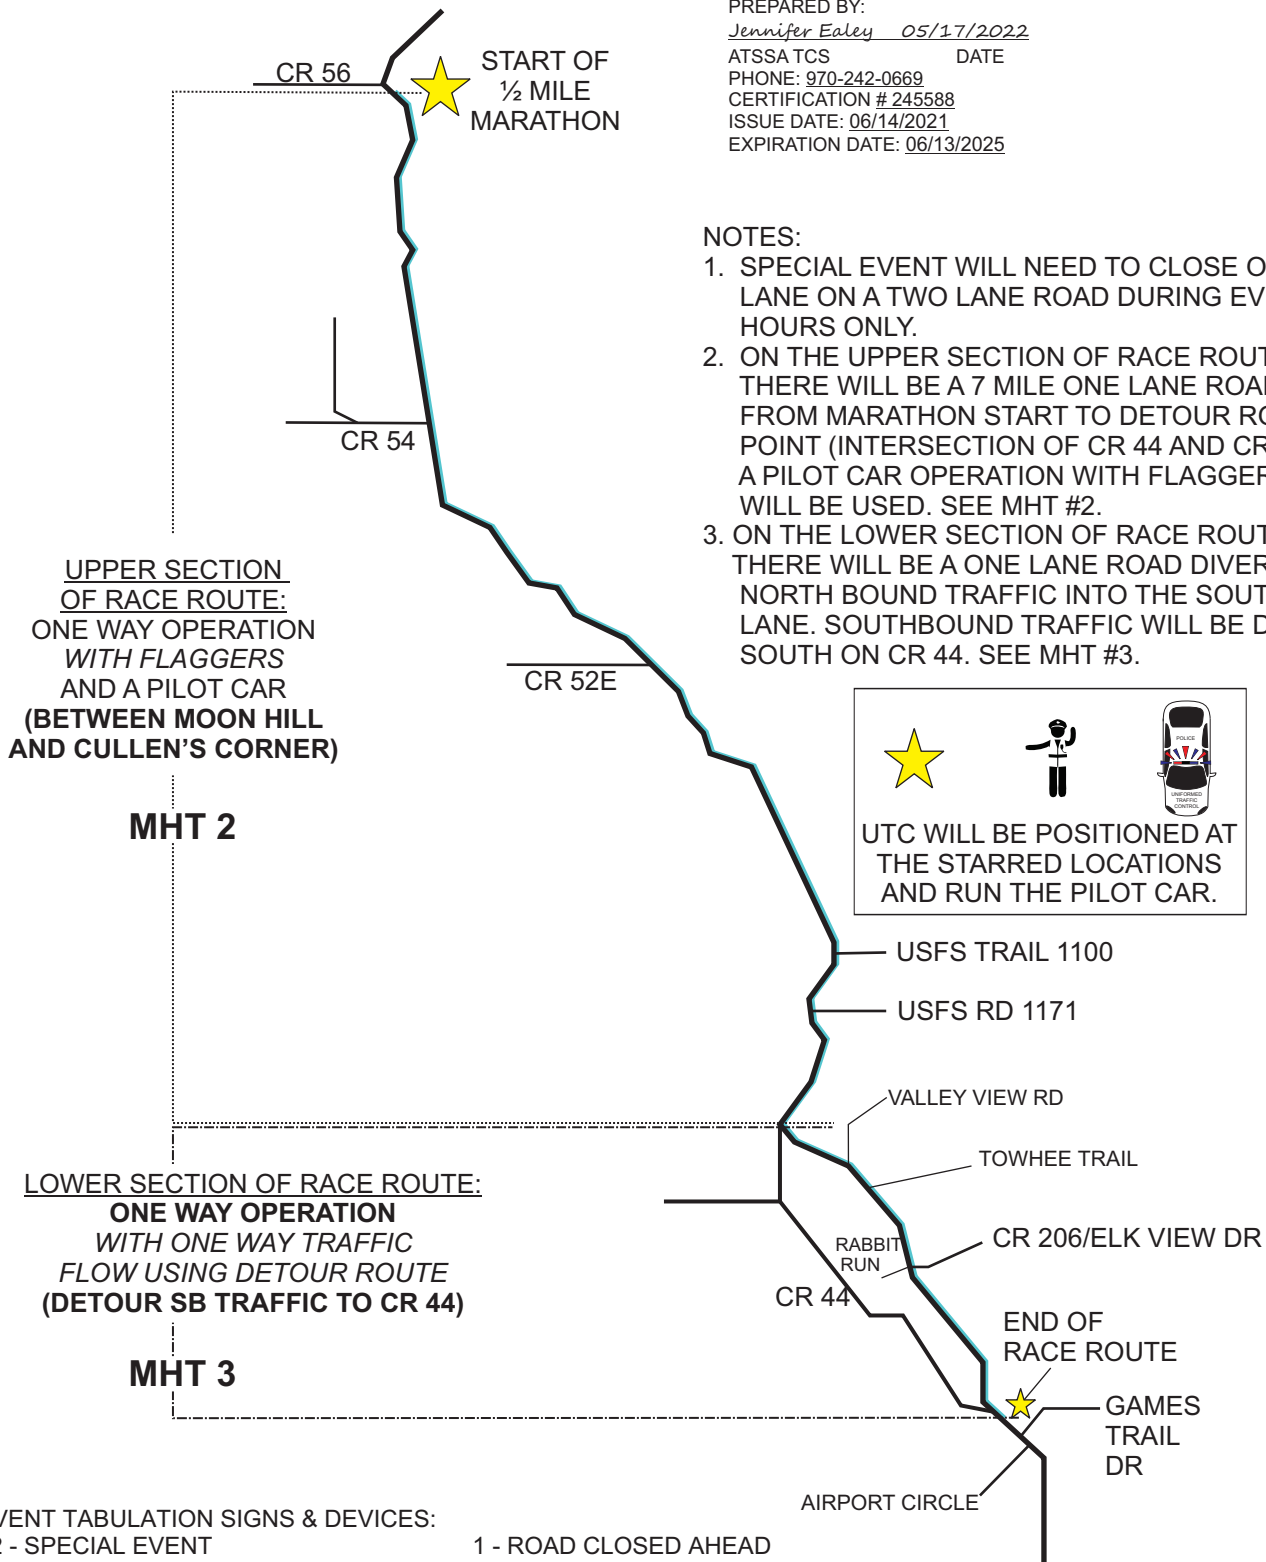 PREPARED BY:
Jennifer Ealey 05/17/2022
ATSSA TCS DATE
PHONE: 970-242-0669
CERTIFICATION # 245588
ISSUE DATE: 06/14/2021
EXPIRATION DATE: 06/13/2025
CR 56
START OF
½ MILE
MARATHON
NOTES:
1. SPECIAL EVENT WILL NEED TO CLOSE O
LANE ON A TWO LANE ROAD DURING EV
HOURS ONLY.
2. ON THE UPPER SECTION OF RACE ROUT
THERE WILL BE A 7 MILE ONE LANE ROA
FROM MARATHON START TO DETOUR RO
POINT (INTERSECTION OF CR 44 AND CR
A PILOT CAR OPERATION WITH FLAGGER
WILL BE USED. SEE MHT #2.
3. ON THE LOWER SECTION OF RACE ROUT
THERE WILL BE A ONE LANE ROAD DIVER
NORTH BOUND TRAFFIC INTO THE SOUT
LANE. SOUTHBOUND TRAFFIC WILL BE D
SOUTH ON CR 44. SEE MHT #3.
CR 54
UPPER SECTION
OF RACE ROUTE:
ONE WAY OPERATION
WITH FLAGGERS
AND A PILOT CAR
(BETWEEN MOON HILL
AND CULLEN'S CORNER)
MHT 2
CR 52E
POLICE
UNIFORMED
TRAFFIC
CONTROL
UTC WILL BE POSITIONED AT
THE STARRED LOCATIONS
AND RUN THE PILOT CAR.
USFS TRAIL 1100
USFS RD 1171
VALLEY VIEW RD
TOWHEE TRAIL
LOWER SECTION OF RACE ROUTE:
ONE WAY OPERATION
WITH ONE WAY TRAFFIC
FLOW USING DETOUR ROUTE
(DETOUR SB TRAFFIC TO CR 44)
MHT 3
RABBIT
RUN
CR 206/ELK VIEW DR
CR 44
END OF
RACE ROUTE
GAMES
TRAIL
DR
AIRPORT CIRCLE
VENT TABULATION SIGNS & DEVICES:
2 - SPECIAL EVENT
1 - ROAD CLOSED AHEAD